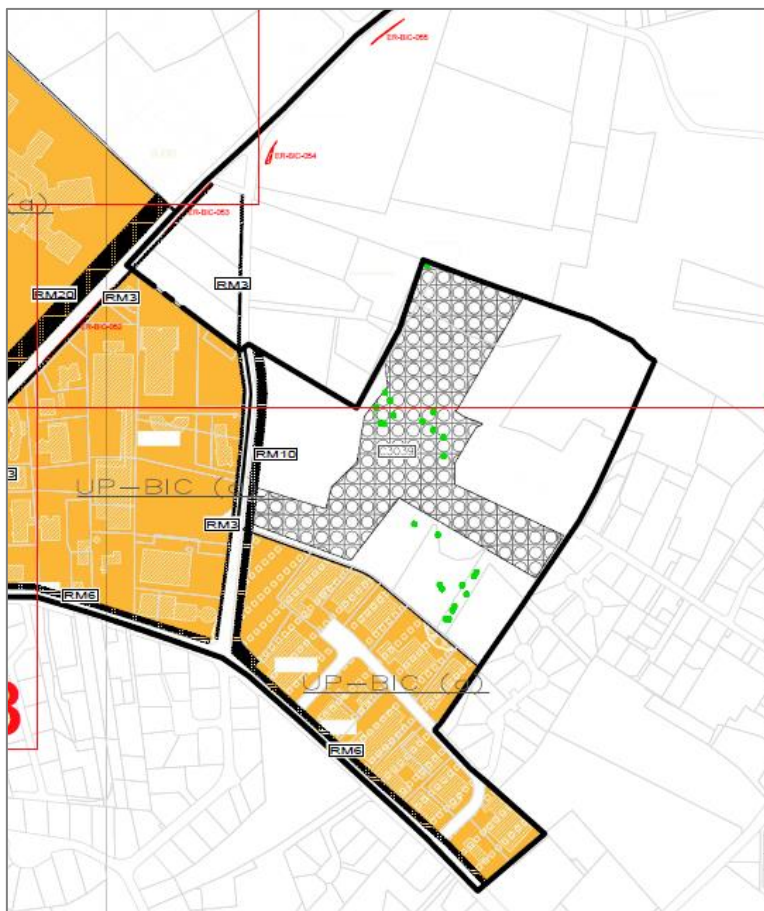 ER-BIC-055
ER-BIC-054
(a)
ER-BIC-053
RM3
RM20
RM3
ER-BIC-052
RM10
UP-BIC (a)
RM3
RM6
UP-BIC (a)
RM6